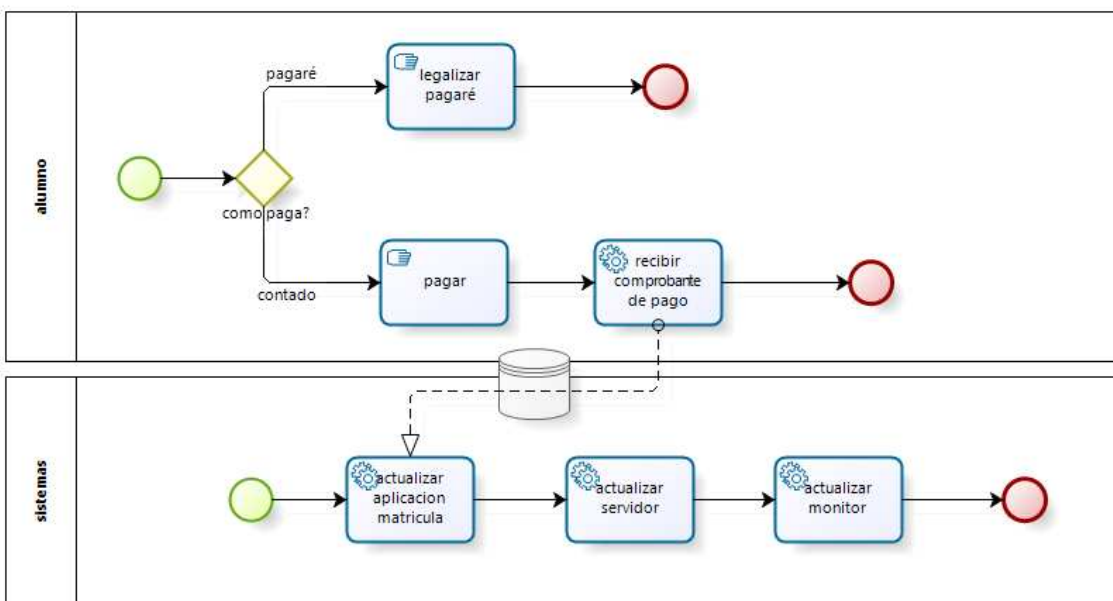 alumno
pagaré
legalizar
pagaré
como paga?
contado
pagar
recibir
comprobante
de pago
sistemas
actualizar
aplicacion
matricula
actualizar
servidor
actualizar
monitor